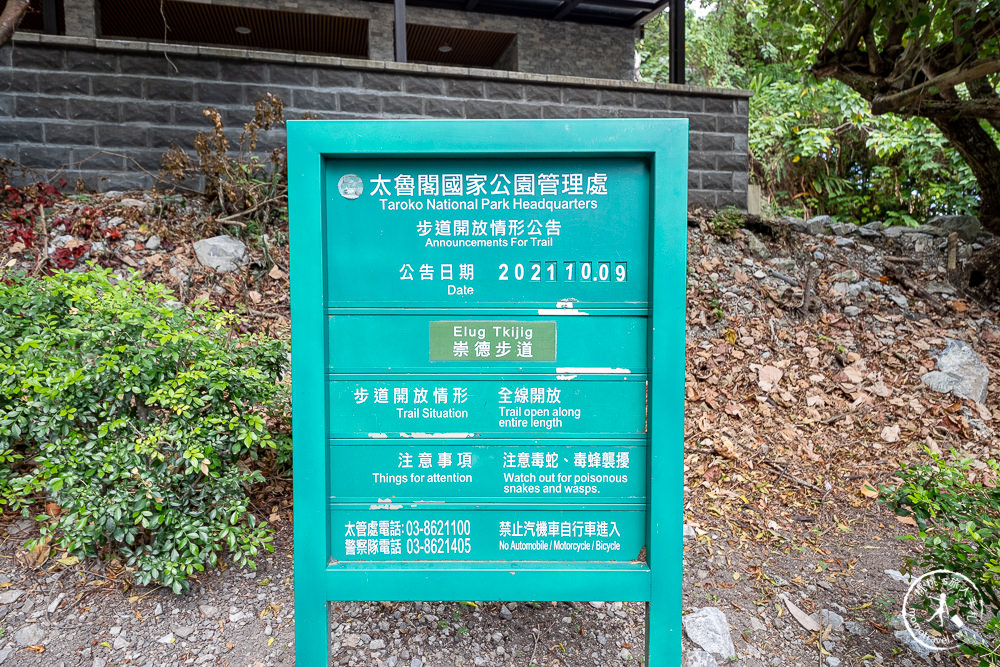 太魯閣國家公園管理處
Taroko National Park Headquarters
步道開放情形公告
Announcements For Trail
公告日期 2021 10.09
Date
Elug Tkijig
崇德步道
步道開放情形 全線開放
Trail Situation Trail open along
entire length
注意事項 注意毒蛇、毒蜂襲擾
Things for attention Watch out for poisonous
snakes and wasps.
太管處電話:03-8621100 禁止汽機車自行車進入
警察隊電話 03-8621405 No Automobile / Motorcycle / Bicycle